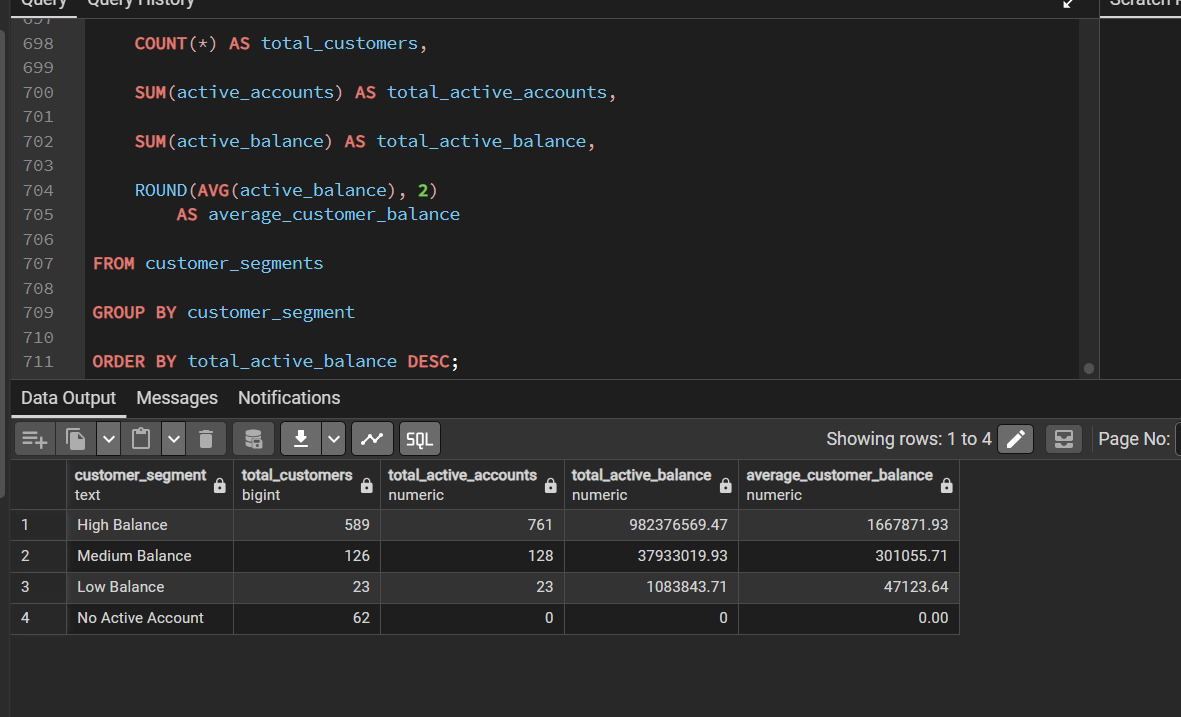 Query Query History
Scratch
697
698 COUNT(*) AS total_customers,
699
700 SUM(active_accounts) AS total_active_accounts,
701
702 SUM(active_balance) AS total_active_balance,
703
704 ROUND(AVG(active_balance), 2)
705 AS average_customer_balance
706
707 FROM customer_segments
708
709 GROUP BY customer_segment
710
711 ORDER BY total_active_balance DESC;
Data Output Messages Notifications
SQL Showing rows: 1 to 4 Page No:
customer_segment total_customers total_active_accounts total_active_balance average_customer_balance
text bigint numeric numeric numeric
1 High Balance 589 761 982376569.47 1667871.93
2 Medium Balance 126 128 37933019.93 301055.71
3 Low Balance 23 23 1083843.71 47123.64
4 No Active Account 62 0 0 0.00